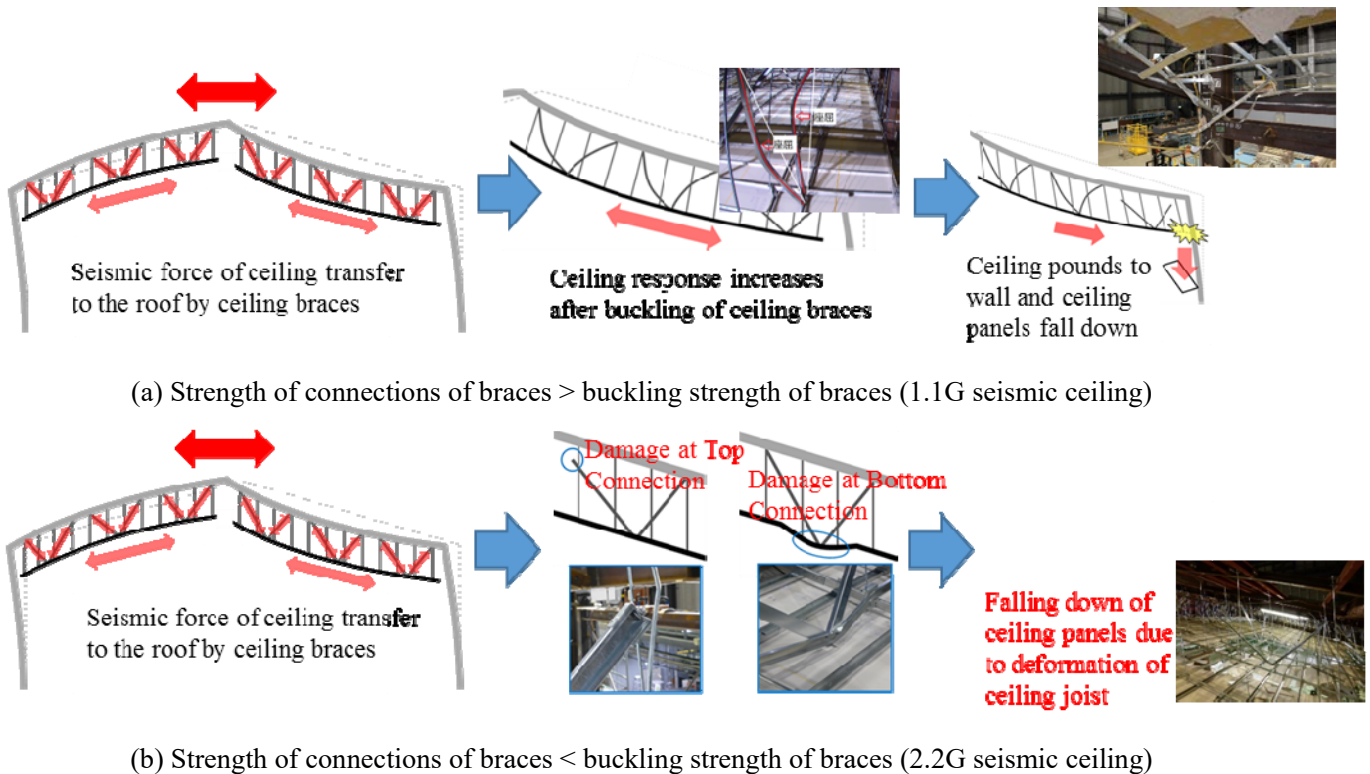 Seismic force of ceiling transfer
to the roof by ceiling braces
座屈
座屈
Ceiling response increases
after buckling of ceiling braces
Ceiling pounds to
wall and ceiling
panels fall down
(a) Strength of connections of braces > buckling strength of braces (1.1G seismic ceiling)
Seismic force of ceiling transfer
to the roof by ceiling braces
Damage at Top
Connection
Damage at Bottom
Connection
Falling down of
ceiling panels due
to deformation of
ceiling joist
(b) Strength of connections of braces < buckling strength of braces (2.2G seismic ceiling)